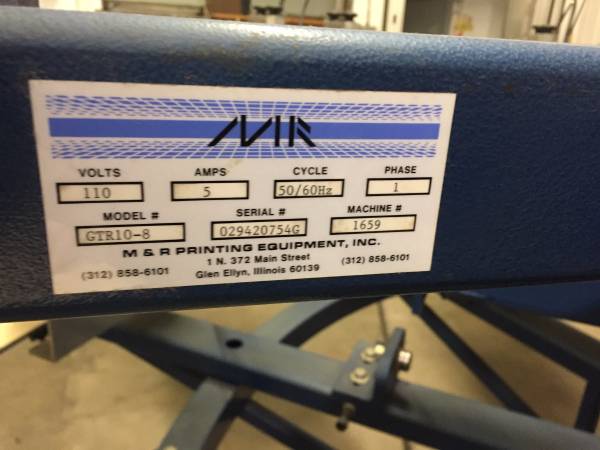 M&R
VOLTS AMPS CYCLE PHASE
110 5 50/60Hz 1
MODEL # SERIAL # MACHINE #
GTR10-8 029420754G 1659
M & R PRINTING EQUIPMENT, INC.
1 N. 372 Main Street
(312) 858-6101 Glen Ellyn, Illinois 60139 (312) 858-6101